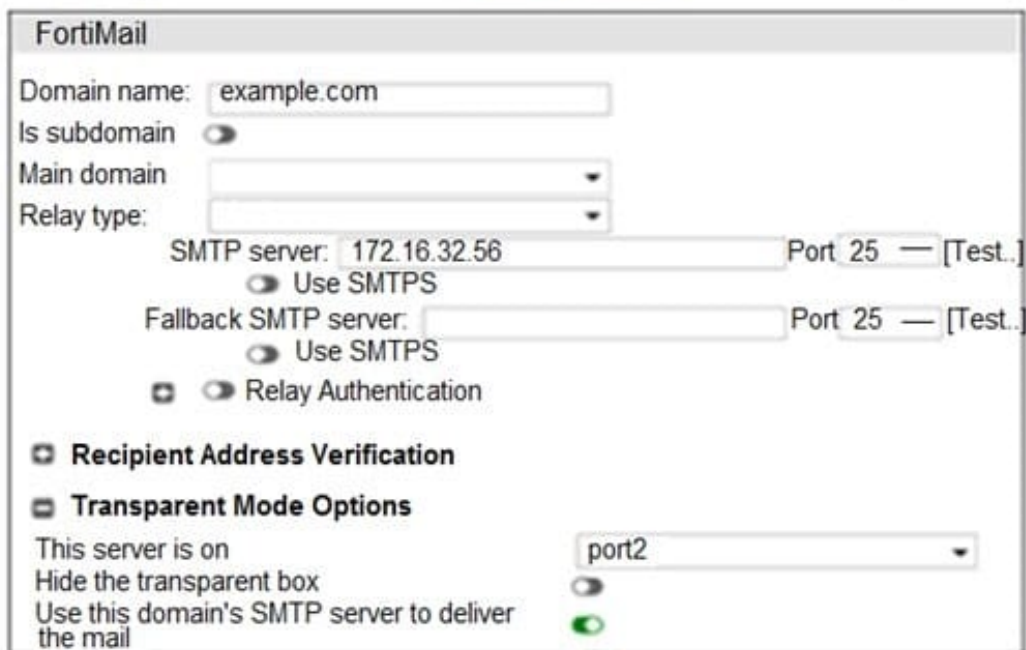 FortiMail
Domain name: example.com
Is subdomain
Main domain
Relay type:
SMTP server: 172.16.32.56 Port 25 [Test..]
Use SMTPS
Fallback SMTP server: Port 25 [Test..]
Use SMTPS
Relay Authentication
Recipient Address Verification
Transparent Mode Options
This server is on port2
Hide the transparent box
Use this domain's SMTP server to deliver
the mail